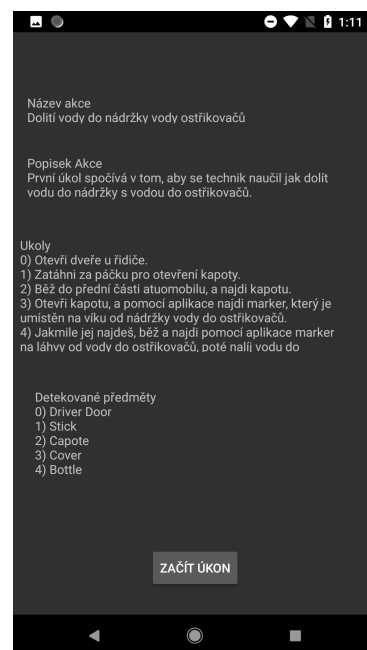 1:11
Název akce
Dolití vody do nádržky vody ostřikovačů
Popisek Akce
První úkol spočívá v tom, aby se technik naučil jak dolít
vodu do nádržky s vodou do ostřikovačů.
Ukoly
0) Otevři dveře u řidiče.
1) Zatáhni za páčku pro otevření kapoty.
2) Běž do přední části atuomobilu, a najdi kapotu.
3) Otevři kapotu, a pomocí aplikace najdi marker, který je
umístěn na víku od nádržky vody do ostřikovačů.
4) Jakmile jej najdeš, běž a najdi pomocí aplikace marker
na láhvy od vody do ostřikovačů, poté nalij vodu do
Detekované předměty
0) Driver Door
1) Stick
2) Capote
3) Cover
4) Bottle
ZAČÍT ÚKON